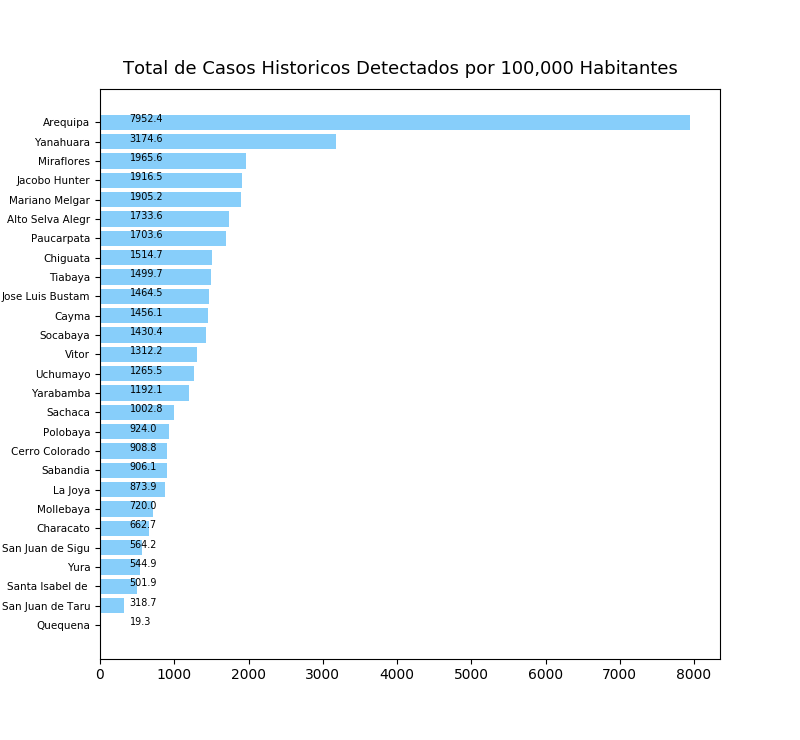 Total de Casos Historicos Detectados por 100,000 Habitantes
Arequipa 7952.4
Yanahuara 3174.6
Miraflores 1965.6
Jacobo Hunter 1916.5
Mariano Melgar 1905.2
Alto Selva Alegr 1733.6
Paucarpata 1703.6
Chiguata 1514.7
Tiabaya 1499.7
Jose Luis Bustam 1464.5
Cayma 1456.1
Socabaya 1430.4
Vitor 1312.2
Uchumayo 1265.5
Yarabamba 1192.1
Sachaca 1002.8
Polobaya 924.0
Cerro Colorado 908.8
Sabandia 906.1
La Joya 873.9
Mollebaya 720.0
Characato 662.7
San Juan de Sigu 564.2
Yura 544.9
Santa Isabel de 501.9
San Juan de Taru 318.7
Quequena 19.3
0 1000 2000 3000 4000 5000 6000 7000 8000